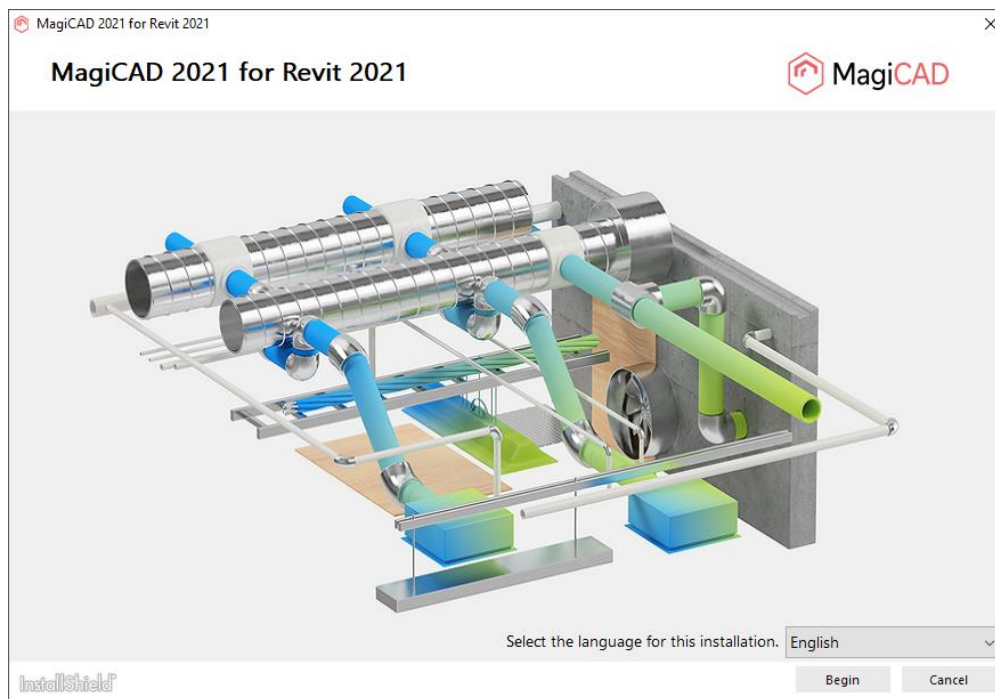 MagiCAD 2021 for Revit 2021
MagiCAD 2021 for Revit 2021
MagiCAD
Select the language for this installation.
English
InstallShield
Begin
Cancel